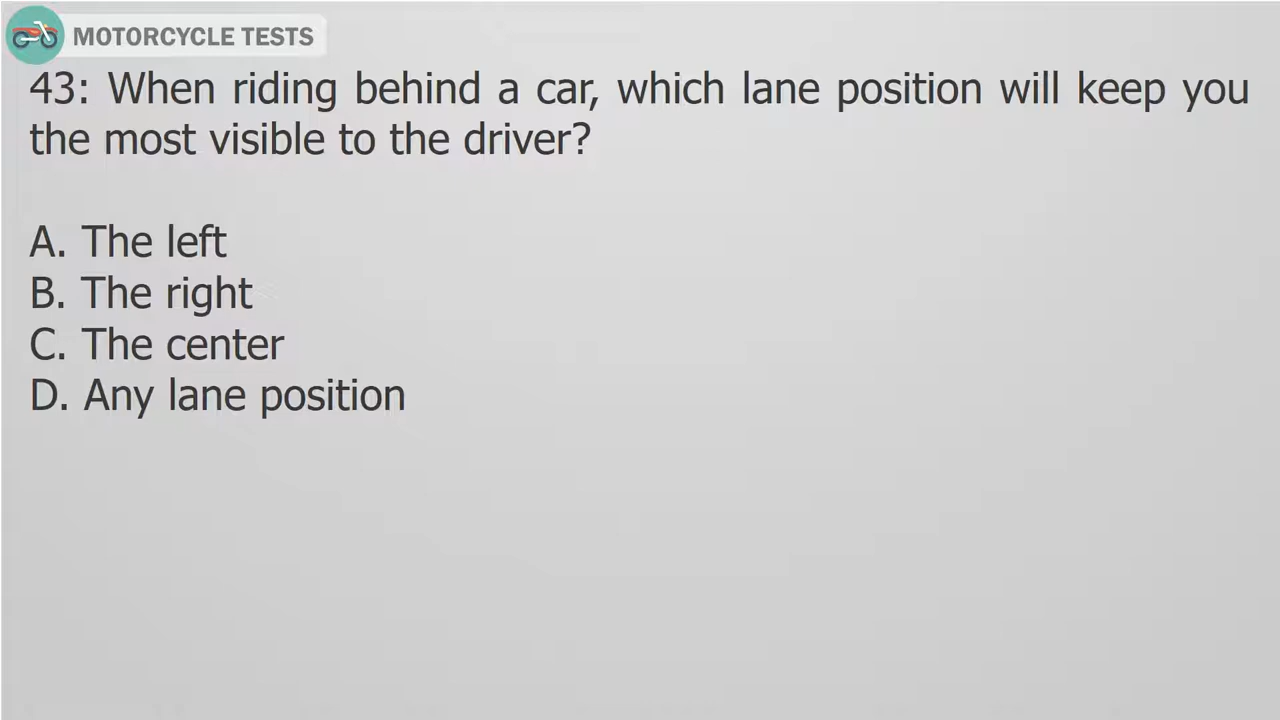 MOTORCYCLE TESTS
43: When riding behind a car, which lane position will keep you
the most visible to the driver?
A. The left
B. The right
C. The center
D. Any lane position